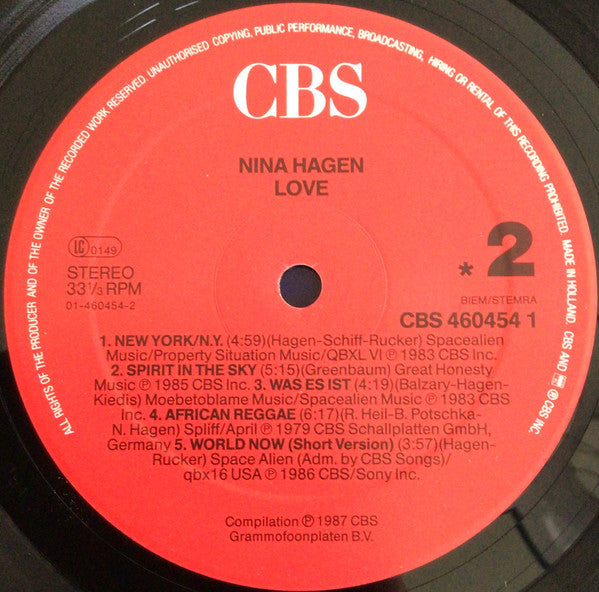 ALL RIGHTS OF THE PRODUCER AND OF THE OWNER OF THE RECORDED WORK RESERVED. UNAUTHORISED COPYING, PUBLIC PERFORMANCE, BROADCASTING, HIRING OR RENTAL OF THIS RECORDING PROHIBITED. MADE IN HOLLAND. CBS AND ® CBS INC.
CBS
NINA HAGEN
LOVE
LC 0149
STEREO
33 1/3 RPM
01-460454-2
* 2
BIEM/STEMRA
CBS 460454 1
1. NEW YORK/N.Y. (4:59)(Hagen-Schiff-Rucker) Spacealien
Music/Property Situation Music/QBXL VI ℗ 1983 CBS Inc.
2. SPIRIT IN THE SKY (5:15)(Greenbaum) Great Honesty
Music ℗ 1985 CBS Inc. 3. WAS ES IST (4:19)(Balzary-Hagen-
Kiedis) Moebetoblame Music/Spacealien Music ℗ 1983 CBS
Inc. 4. AFRICAN REGGAE (6:17)(R. Heil-B. Potschka-
N. Hagen) Spliff/April ℗ 1979 CBS Schallplatten GmbH,
Germany 5. WORLD NOW (Short Version) (3:57)(Hagen-
Rucker) Space Alien (Adm. by CBS Songs)/
qbx16 USA ℗ 1986 CBS/Sony Inc.
Compilation ℗ 1987 CBS
Grammofoonplaten B.V.